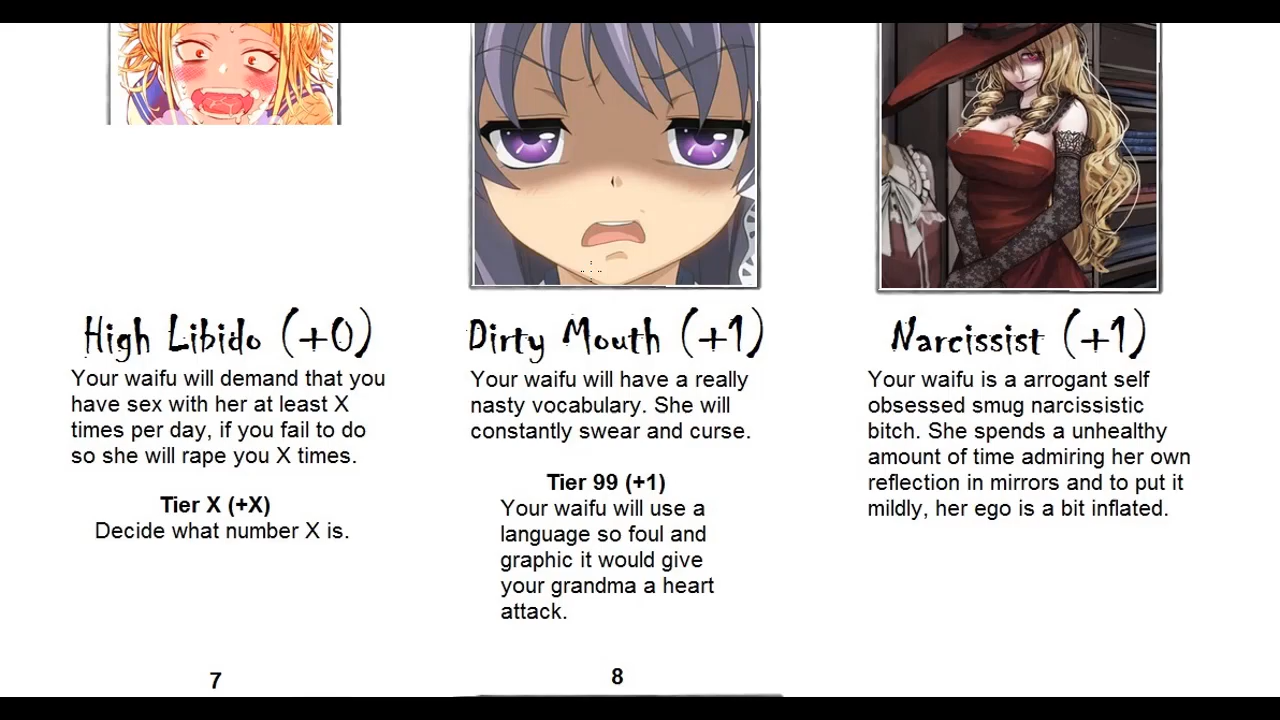 High Libido (+0)
Your waifu will demand that you
have sex with her at least X
times per day, if you fail to do
so she will rape you X times.
Tier X (+X)
Decide what number X is.
7
Dirty Mouth (+1)
Your waifu will have a really
nasty vocabulary. She will
constantly swear and curse.
Tier 99 (+1)
Your waifu will use a
language so foul and
graphic it would give
your grandma a heart
attack.
8
Narcissist (+1)
Your waifu is a arrogant self
obsessed smug narcissistic
bitch. She spends a unhealthy
amount of time admiring her own
reflection in mirrors and to put it
mildly, her ego is a bit inflated.